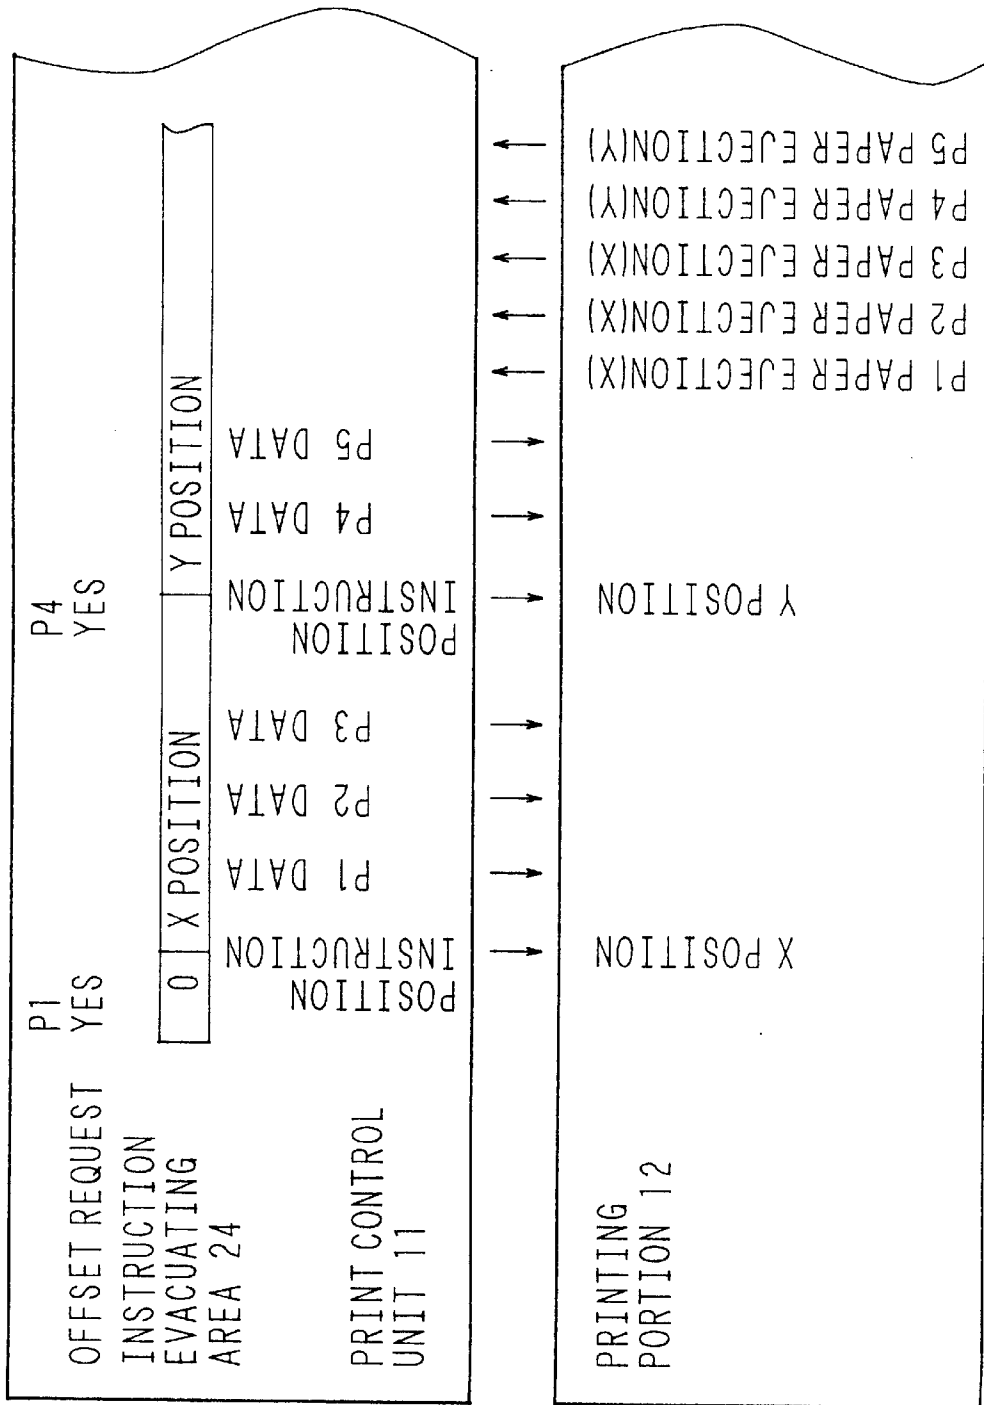 OFFSET REQUEST
P1
YES
P4
YES
INSTRUCTION
EVACUATING
AREA 24
0
X POSITION
Y POSITION
PRINT CONTROL
UNIT 11
POSITION
INSTRUCTION
P1 DATA
P2 DATA
P3 DATA
POSITION
INSTRUCTION
P4 DATA
P5 DATA
PRINTING
PORTION 12
X POSITION
Y POSITION
P1 PAPER EJECTION(X)
P2 PAPER EJECTION(X)
P3 PAPER EJECTION(X)
P4 PAPER EJECTION(Y)
P5 PAPER EJECTION(Y)